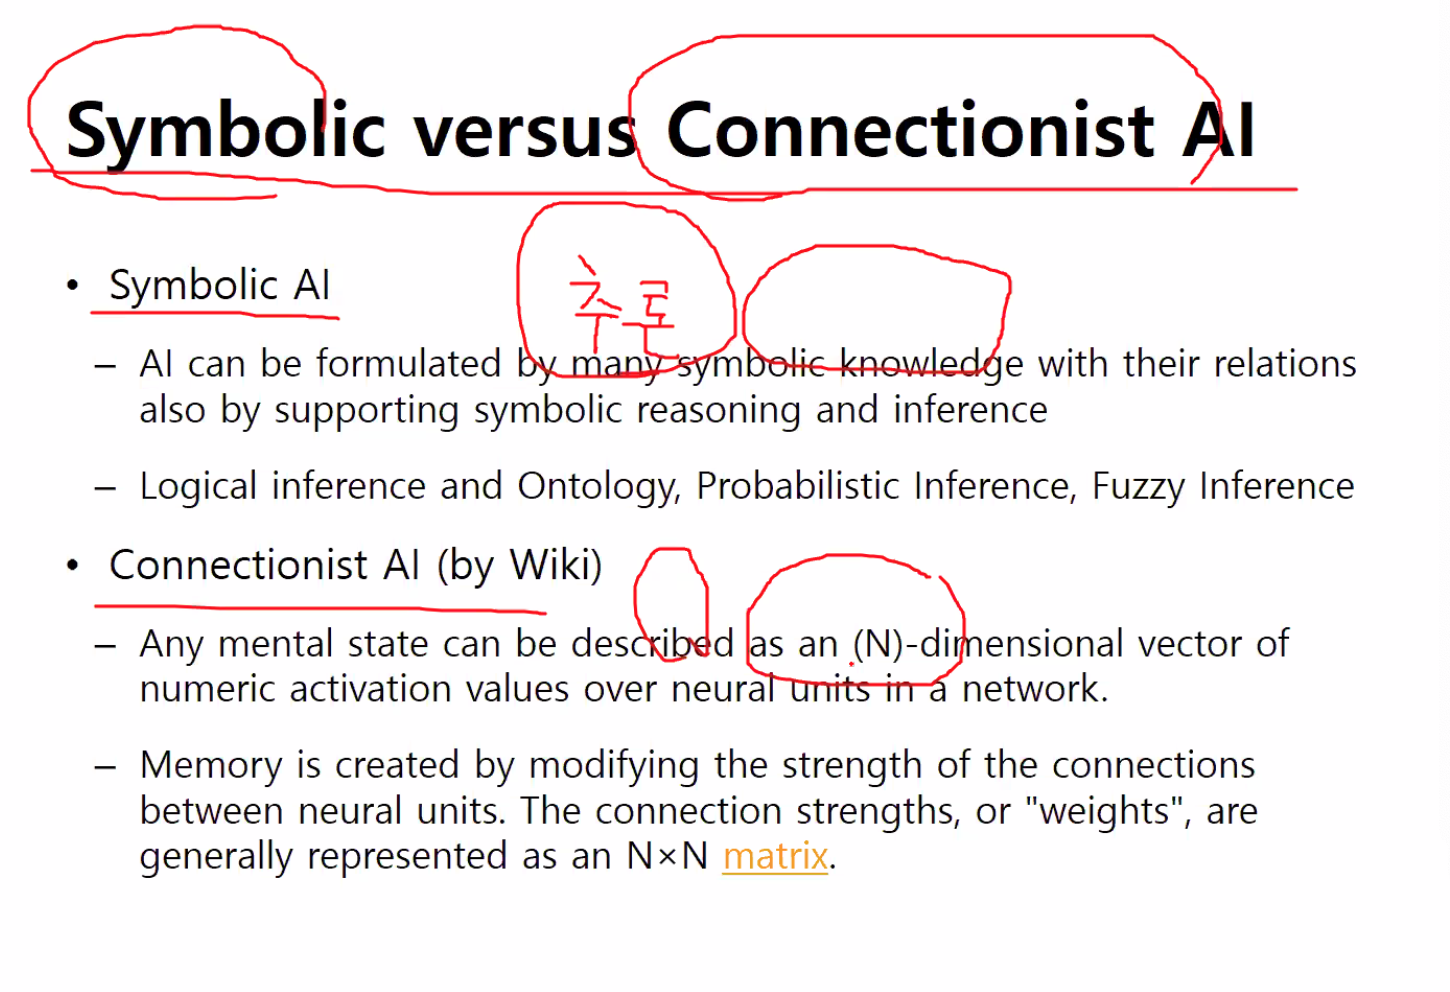 Symbolic versus Connectionist AI
• Symbolic AI
추론
– AI can be formulated by many symbolic knowledge with their relations
also by supporting symbolic reasoning and inference
– Logical inference and Ontology, Probabilistic Inference, Fuzzy Inference
• Connectionist AI (by Wiki)
– Any mental state can be described as an (N)-dimensional vector of
numeric activation values over neural units in a network.
– Memory is created by modifying the strength of the connections
between neural units. The connection strengths, or "weights", are
generally represented as an N×N matrix.